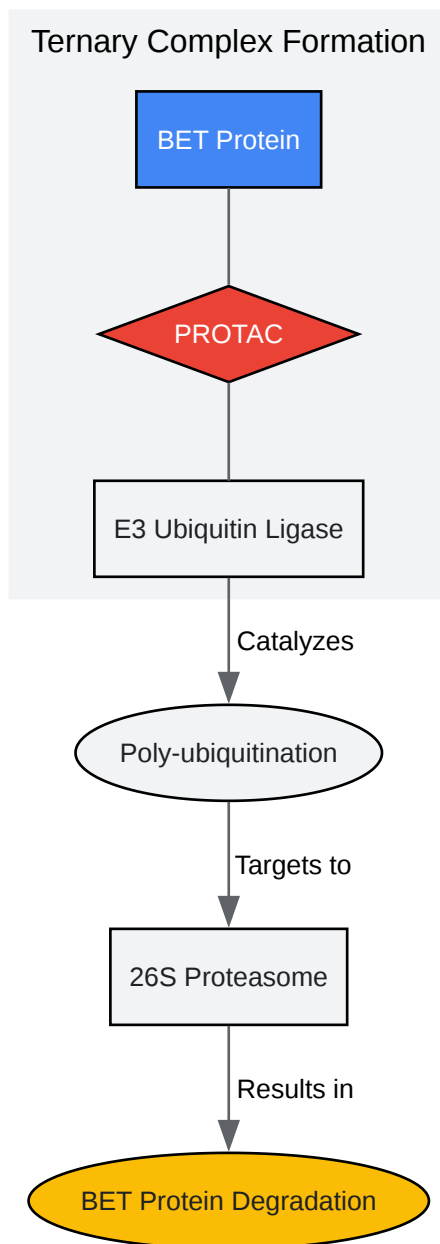 Ternary Complex Formation
BET Protein
PROTAC
E3 Ubiquitin Ligase
Catalyzes
Poly-ubiquitination
Targets to
26S Proteasome
Results in
BET Protein Degradation